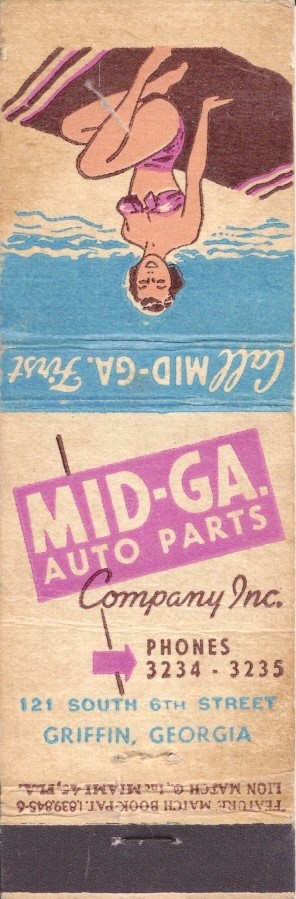 Call MID-GA. First
MID-GA.
AUTO PARTS
Company Inc.
PHONES
3234 - 3235
121 SOUTH 6TH STREET
GRIFFIN, GEORGIA
"FEATURE" MATCH BOOK·PAT. 1,839,845-6
LION MATCH Co., Inc MIAMI 45, FLA.